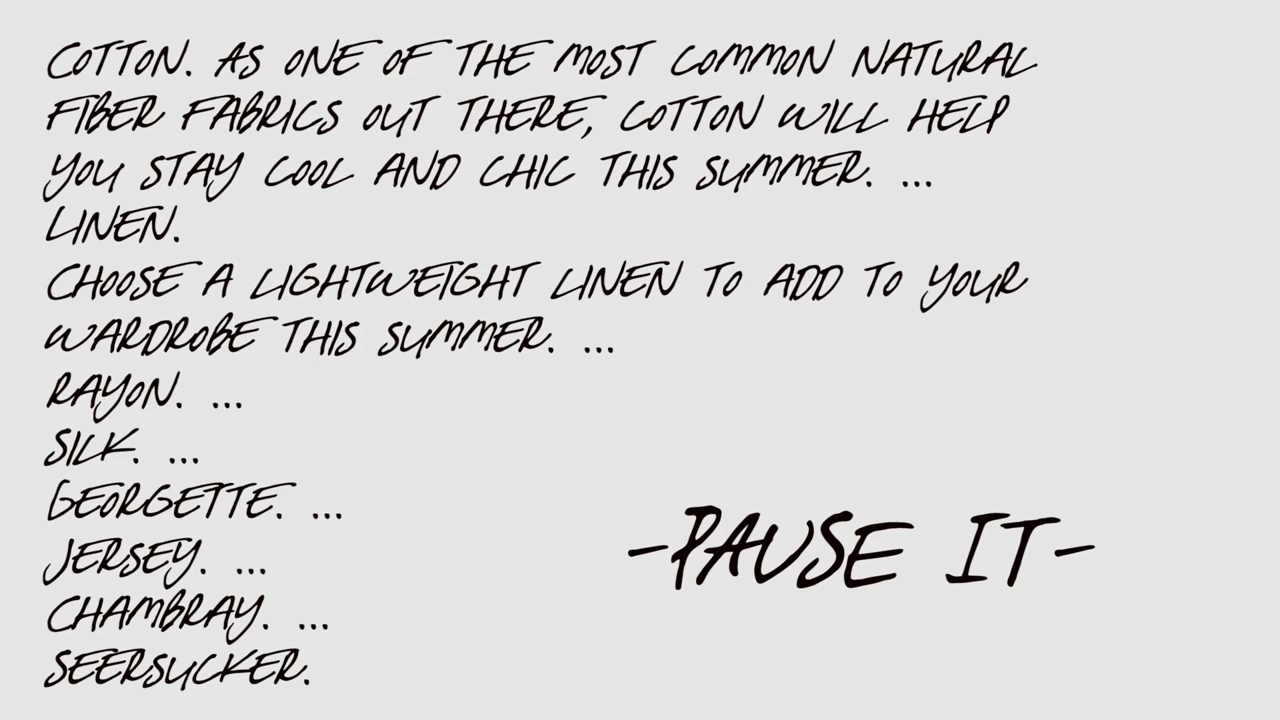 COTTON. AS ONE OF THE MOST COMMON NATURAL
FIBER FABRICS OUT THERE, COTTON WILL HELP
YOU STAY COOL AND CHIC THIS SUMMER. ...
LINEN.
CHOOSE A LIGHTWEIGHT LINEN TO ADD TO YOUR
WARDROBE THIS SUMMER. ...
RAYON. ...
SILK. ...
GEORGETTE. ...
JERSEY. ...
CHAMBRAY. ...
SEERSUCKER.
-PAUSE IT-